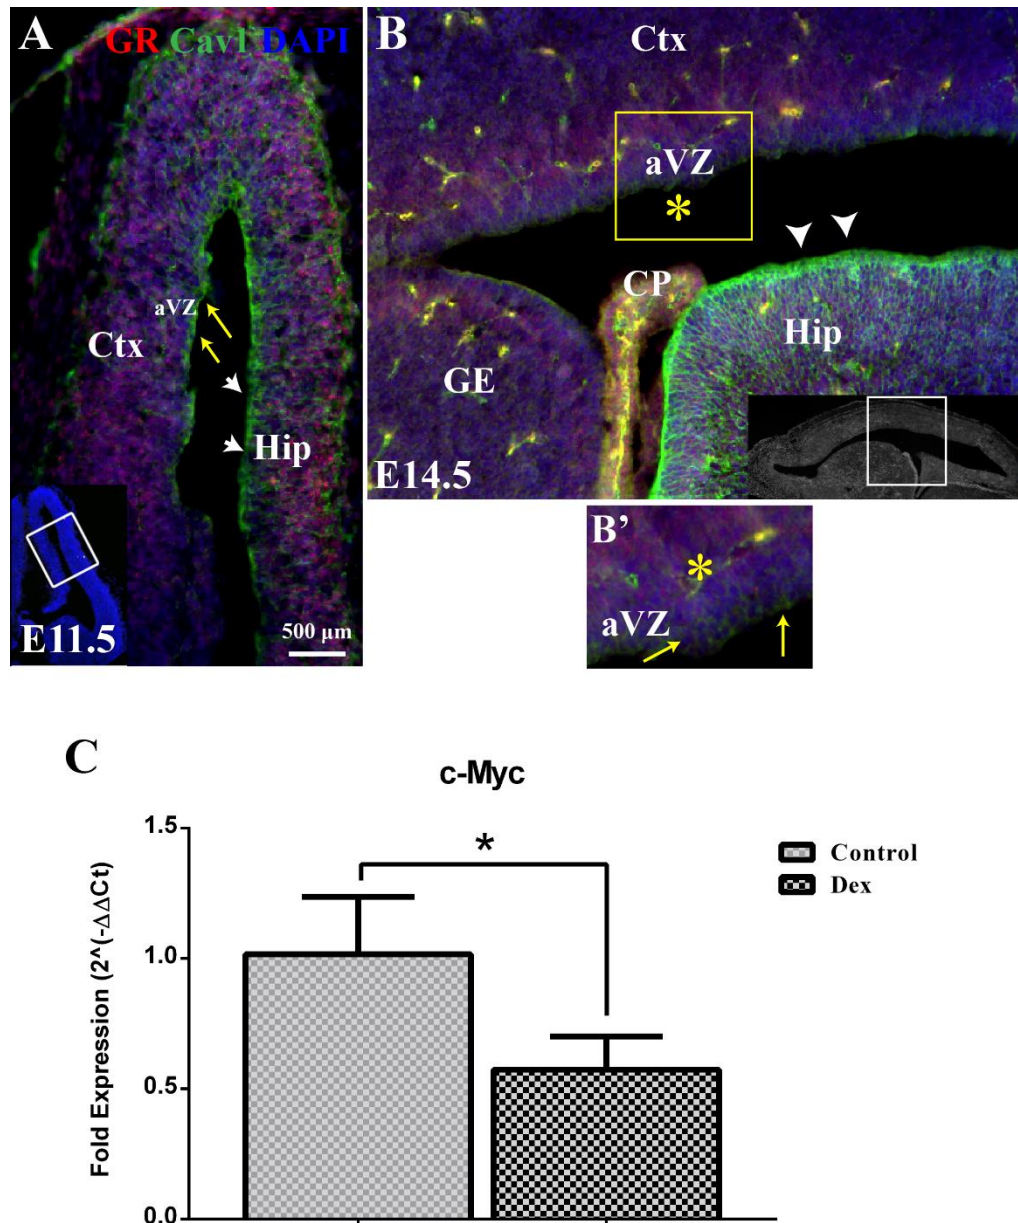 A
GR Cav1 DAPI
aVZ
Ctx
Hip
E11.5
500 µm
B
Ctx
aVZ
*
CP
Hip
GE
E14.5
B’
*
aVZ
C
c-Myc
Fold Expression (2^(-ΔΔCt)
1.5
1.0
0.5
0.0
*
Control
Dex